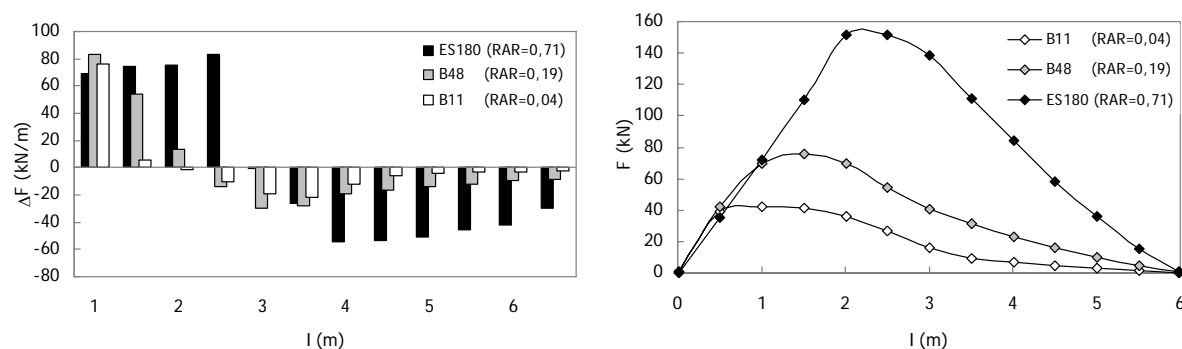 100
80
60
40
20
0
-20
-40
-60
-80
ΔF (kN/m)
ES180 (RAR=0,71)
B48 (RAR=0,19)
B11 (RAR=0,04)
1 2 3 4 5 6
l (m)
160
140
120
100
80
60
40
20
0
F (kN)
B11 (RAR=0,04)
B48 (RAR=0,19)
ES180 (RAR=0,71)
0 1 2 3 4 5 6
l (m)